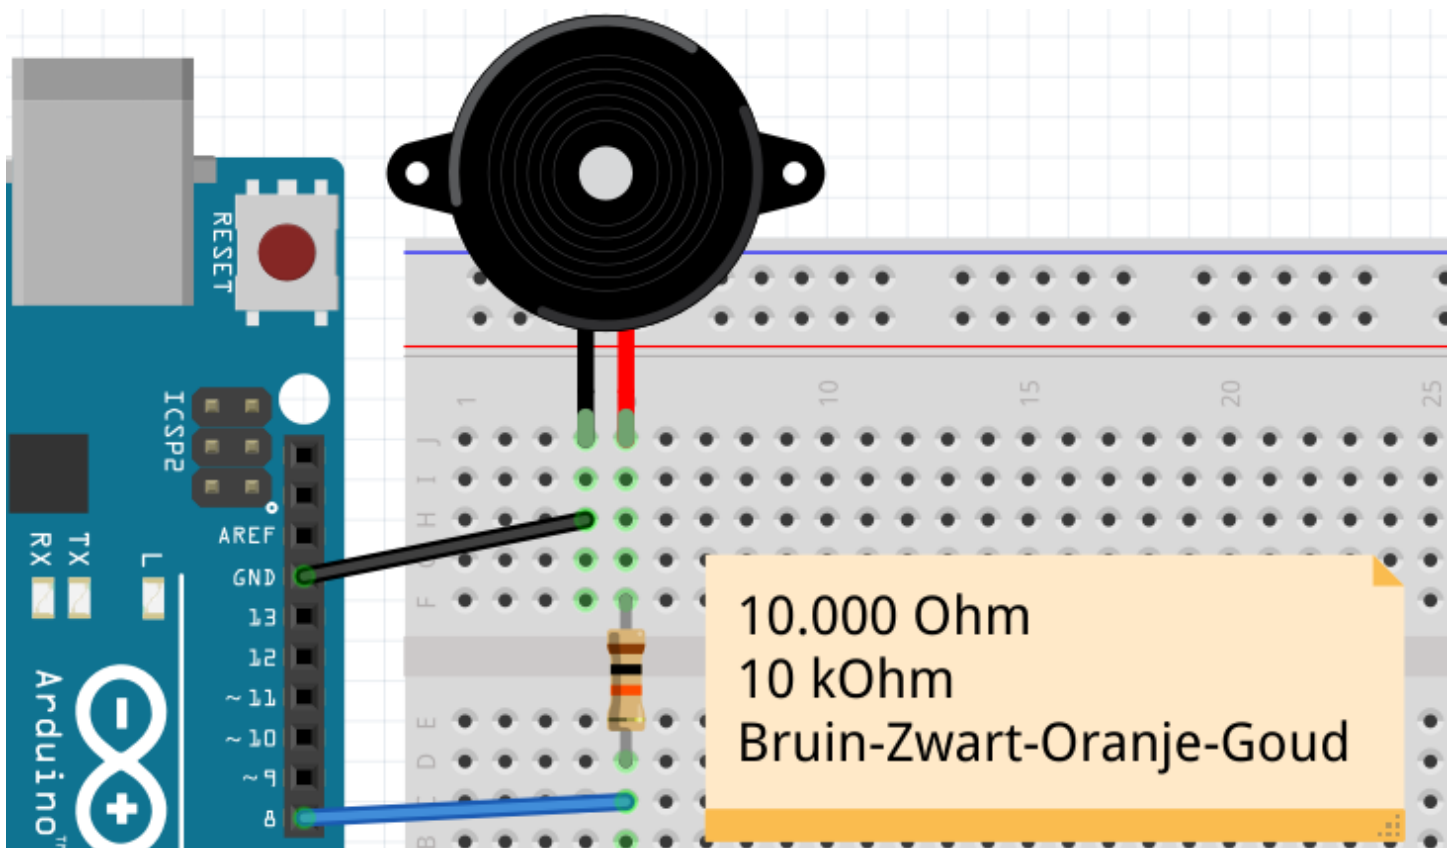 RESET
ICSP2
AREF
GND
13
12
~11
~10
~9
8
RX
TX
L
Arduino™
1
10
15
20
25
J
I
H
F
E
D
B
10.000 Ohm
10 kOhm
Bruin-Zwart-Oranje-Goud